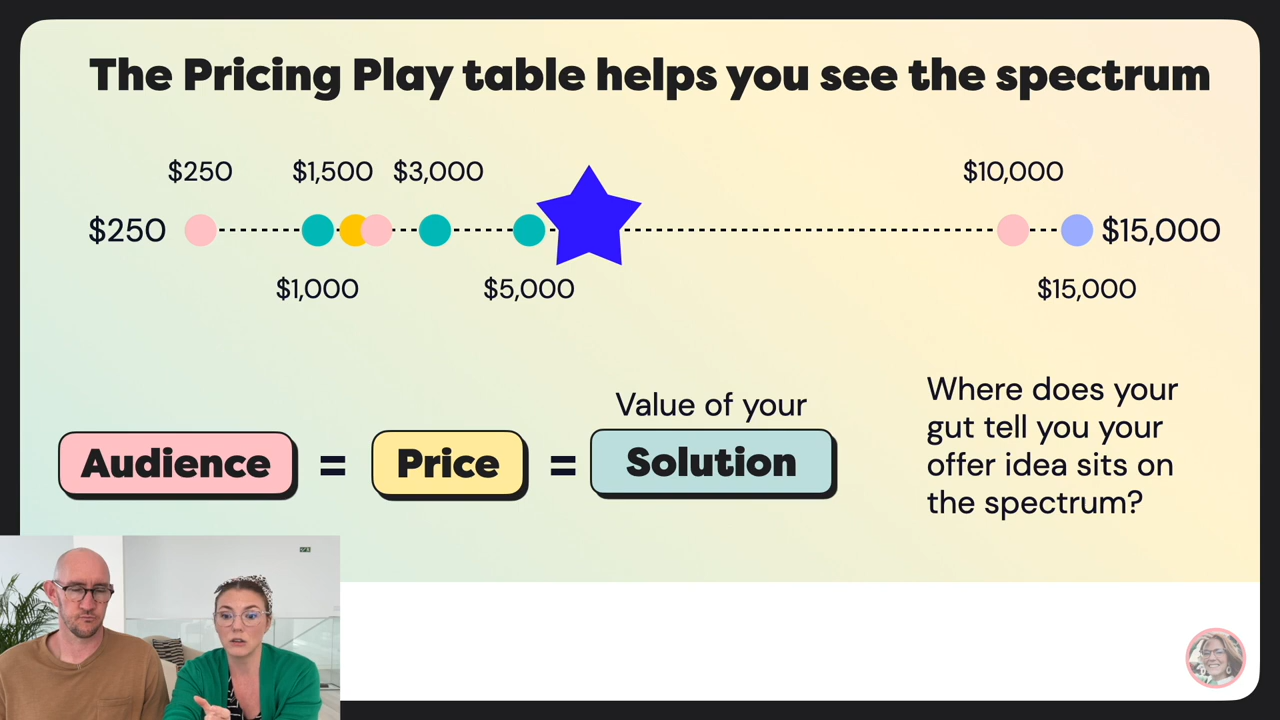 The Pricing Play table helps you see the spectrum
$250 $1,500 $3,000 $10,000
$250 $15,000
$1,000 $5,000 $15,000
Value of your
Audience = Price = Solution
Where does your
gut tell you your
offer idea sits on
the spectrum?